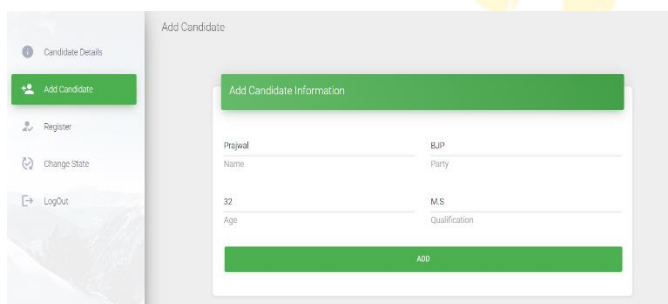 Add Candidate
Candidate Details
Add Candidate
Register
Change State
LogOut
Add Candidate Information
Prajwal BJP
Name Party
32 M.S
Age Qualification
ADD